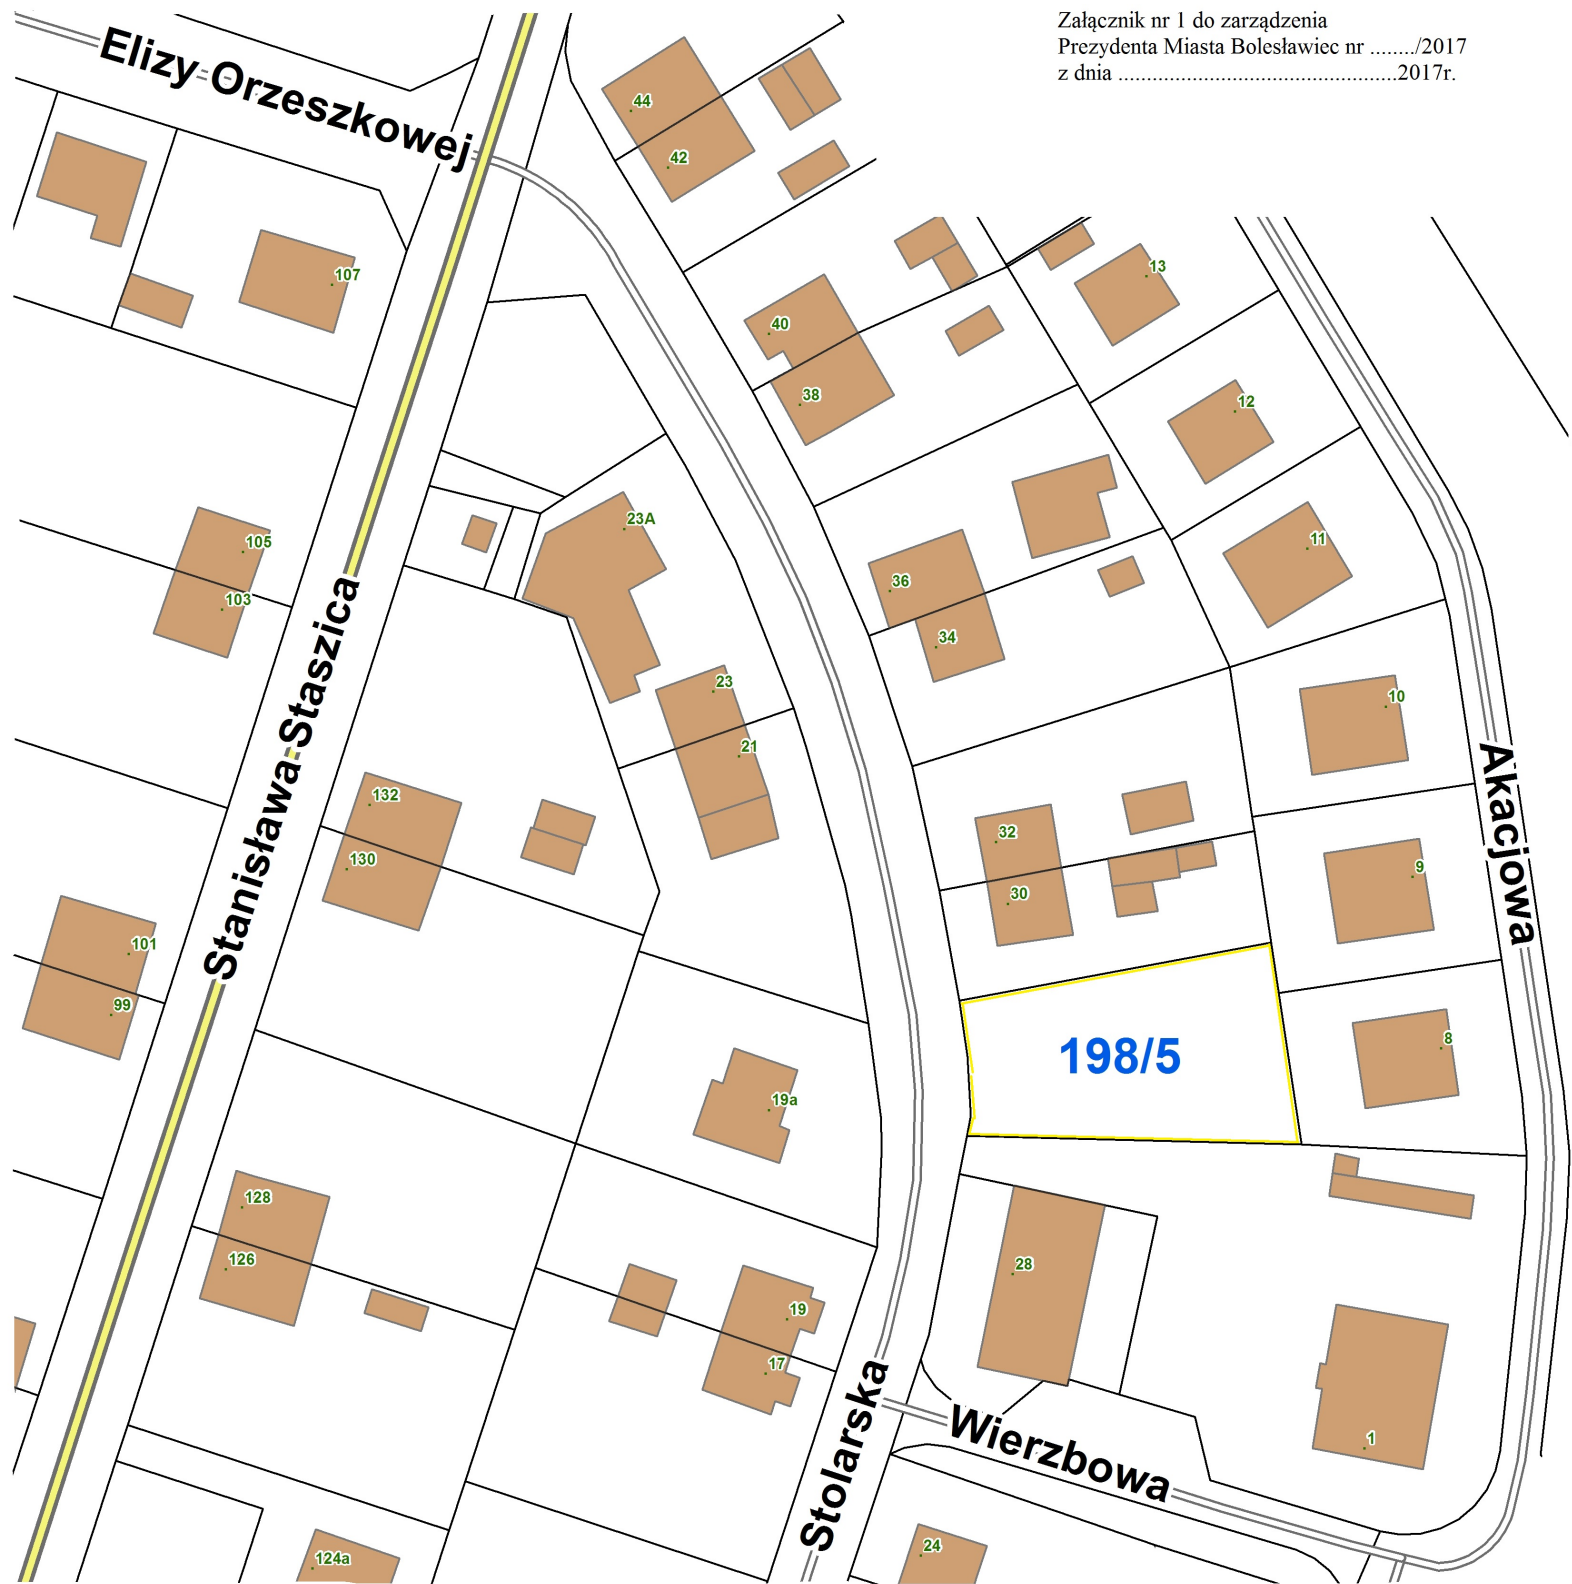 Załącznik nr 1 do zarządzenia
Prezydenta Miasta Bolesławiec nr ......../2017
z dnia .................................................2017r.
Elizy Orzeszkowej
44
42
107
13
40
38
12
23A
11
105
36
103
34
23
10
21
Stanisława Staszica
Akacjowa
132
32
130
9
30
101
99
198/5
8
19a
128
126
28
19
17
Stolarska
Wierzbowa
1
24
124a